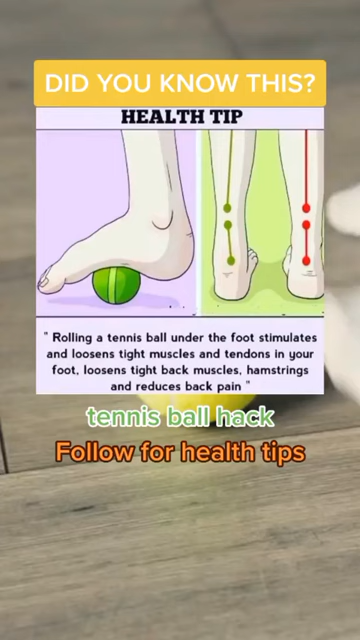 DID YOU KNOW THIS?
HEALTH TIP
" Rolling a tennis ball under the foot stimulates
and loosens tight muscles and tendons in your
foot, loosens tight back muscles, hamstrings
and reduces back pain "
tennis ball hack
Follow for health tips